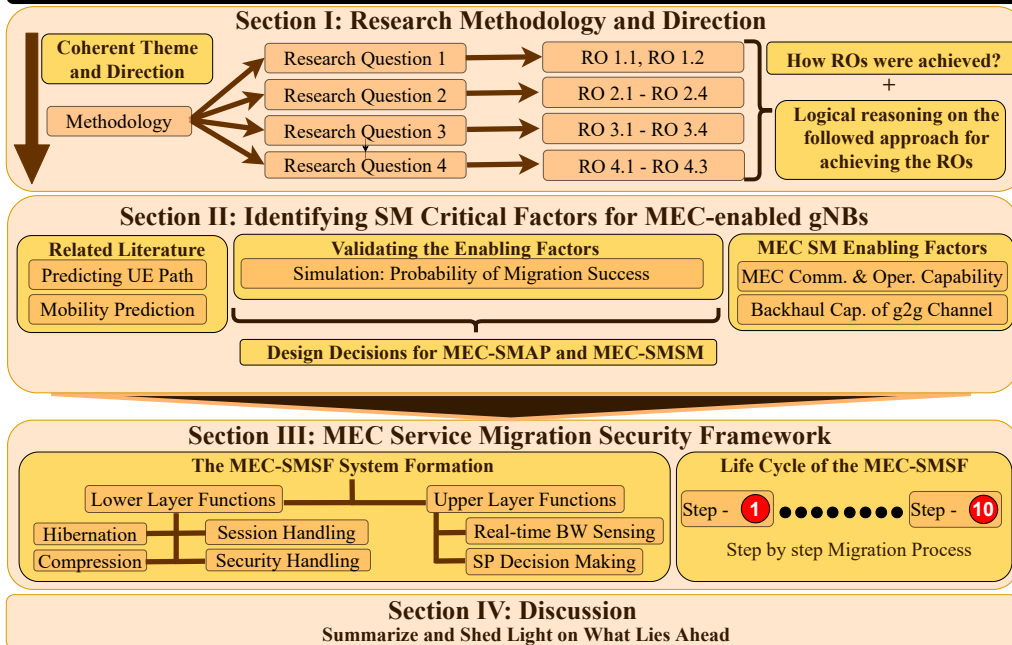 Section I: Research Methodology and Direction
Coherent Theme
and Direction
Methodology
Research Question 1
Research Question 2
Research Question 3
Research Question 4
RO 1.1, RO 1.2
RO 2.1 - RO 2.4
RO 3.1 - RO 3.4
RO 4.1 - RO 4.3
How ROs were achieved?
+
Logical reasoning on the
followed approach for
achieving the ROs
Section II: Identifying SM Critical Factors for MEC-enabled gNBs
Related Literature
Predicting UE Path
Mobility Prediction
Validating the Enabling Factors
Simulation: Probability of Migration Success
MEC SM Enabling Factors
MEC Comm. & Oper. Capability
Backhaul Cap. of g2g Channel
Design Decisions for MEC-SMAP and MEC-SMSM
Section III: MEC Service Migration Security Framework
The MEC-SMSF System Formation
Lower Layer Functions
Upper Layer Functions
Hibernation
Session Handling
Compression
Security Handling
Real-time BW Sensing
SP Decision Making
Life Cycle of the MEC-SMSF
Step - 1
Step - 10
Step by step Migration Process
Section IV: Discussion
Summarize and Shed Light on What Lies Ahead